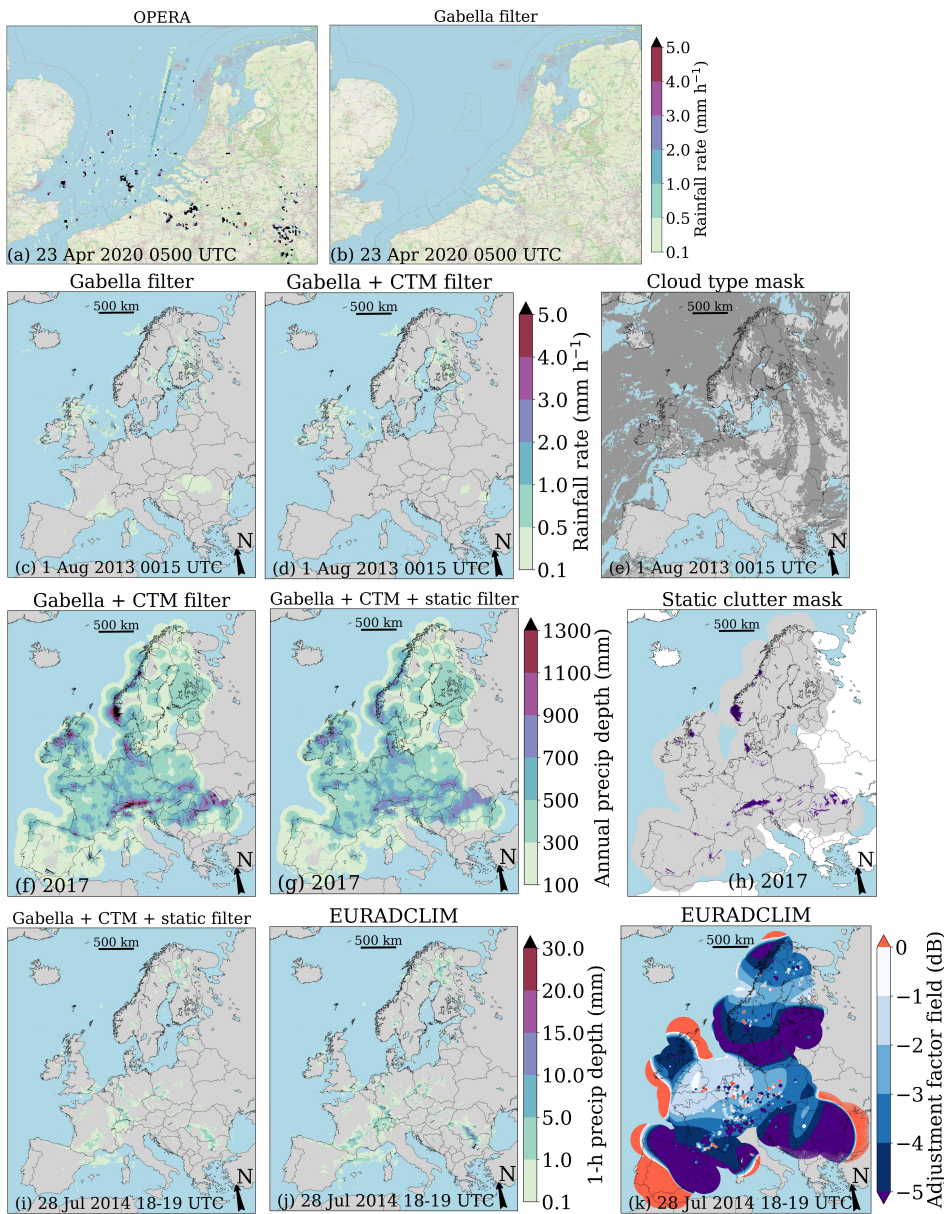 OPERA
Gabella filter
5.0
4.0
3.0
2.0
1.0
0.5
0.1
Rainfall rate (mm h⁻¹)
(a) 23 Apr 2020 0500 UTC
(b) 23 Apr 2020 0500 UTC
Gabella filter
Gabella + CTM filter
Cloud type mask
500 km
500 km
500 km
5.0
4.0
3.0
2.0
1.0
0.5
0.1
Rainfall rate (mm h⁻¹)
N
N
N
(c) 1 Aug 2013 0015 UTC
(d) 1 Aug 2013 0015 UTC
(e) 1 Aug 2013 0015 UTC
Gabella + CTM filter
Gabella + CTM + static filter
Static clutter mask
500 km
500 km
500 km
1300
1100
900
700
500
300
100
Annual precip depth (mm)
N
N
N
(f) 2017
(g) 2017
(h) 2017
Gabella + CTM + static filter
EURADCLIM
EURADCLIM
500 km
500 km
500 km
30.0
20.0
15.0
10.0
5.0
1.0
0.1
1-h precip depth (mm)
0
−1
−2
−3
−4
−5
Adjustment factor field (dB)
N
N
N
(i) 28 Jul 2014 18-19 UTC
(j) 28 Jul 2014 18-19 UTC
(k) 28 Jul 2014 18-19 UTC